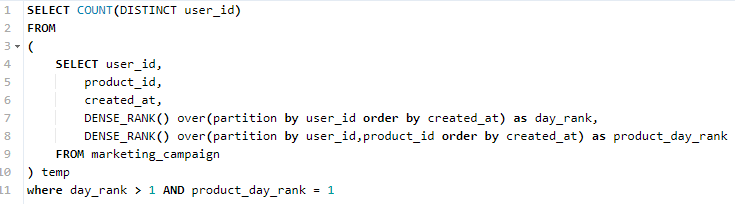 1 SELECT COUNT(DISTINCT user_id)
2 FROM
3 (
4 SELECT user_id,
5 product_id,
6 created_at,
7 DENSE_RANK() over(partition by user_id order by created_at) as day_rank,
8 DENSE_RANK() over(partition by user_id,product_id order by created_at) as product_day_rank
9 FROM marketing_campaign
10 ) temp
11 where day_rank > 1 AND product_day_rank = 1